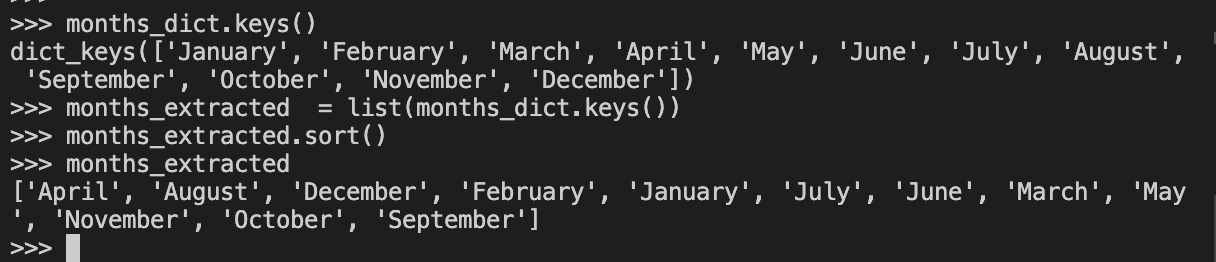 >>> months_dict.keys()
dict_keys(['January', 'February', 'March', 'April', 'May', 'June', 'July', 'August',
 'September', 'October', 'November', 'December'])
>>> months_extracted  = list(months_dict.keys())
>>> months_extracted.sort()
>>> months_extracted
['April', 'August', 'December', 'February', 'January', 'July', 'June', 'March', 'May
', 'November', 'October', 'September']
>>>